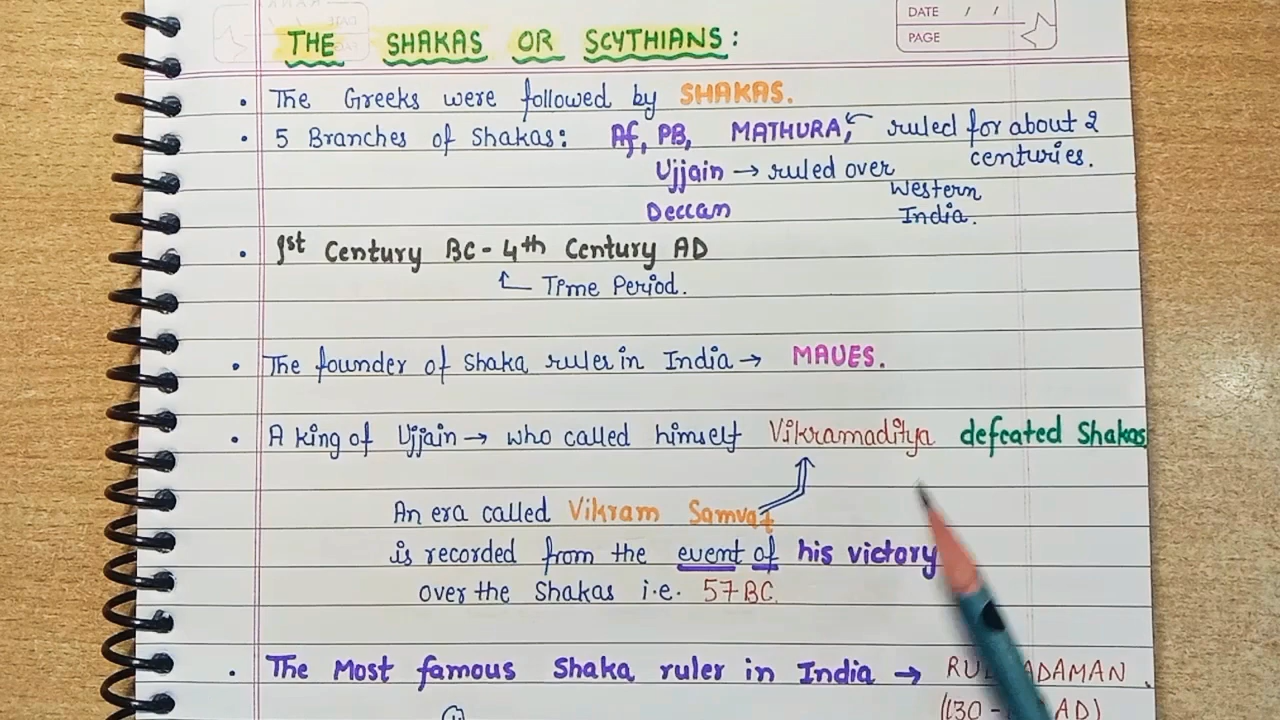 DATE / /
PAGE
THE SHAKAS OR SCYTHIANS:
• The Greeks were followed by SHAKAS.
• 5 Branches of Shakas: Af, PB, MATHURA, ruled for about 2 centuries.
Ujjain → ruled over Western India.
Deccan
• 1st Century BC - 4th Century AD
Time Period.
• The founder of Shaka rule in India → MAUES.
• A king of Ujjain → who called himself Vikramaditya defeated Shakas
An era called Vikram Samvat
is recorded from the event of his victory
over the Shakas i.e. 57 BC.
• The Most famous Shaka ruler in India →
(130 - AD)